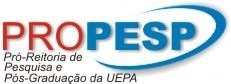 PROPESP
Pró-Reitoria de
Pesquisa e
Pós-Graduação da UEPA